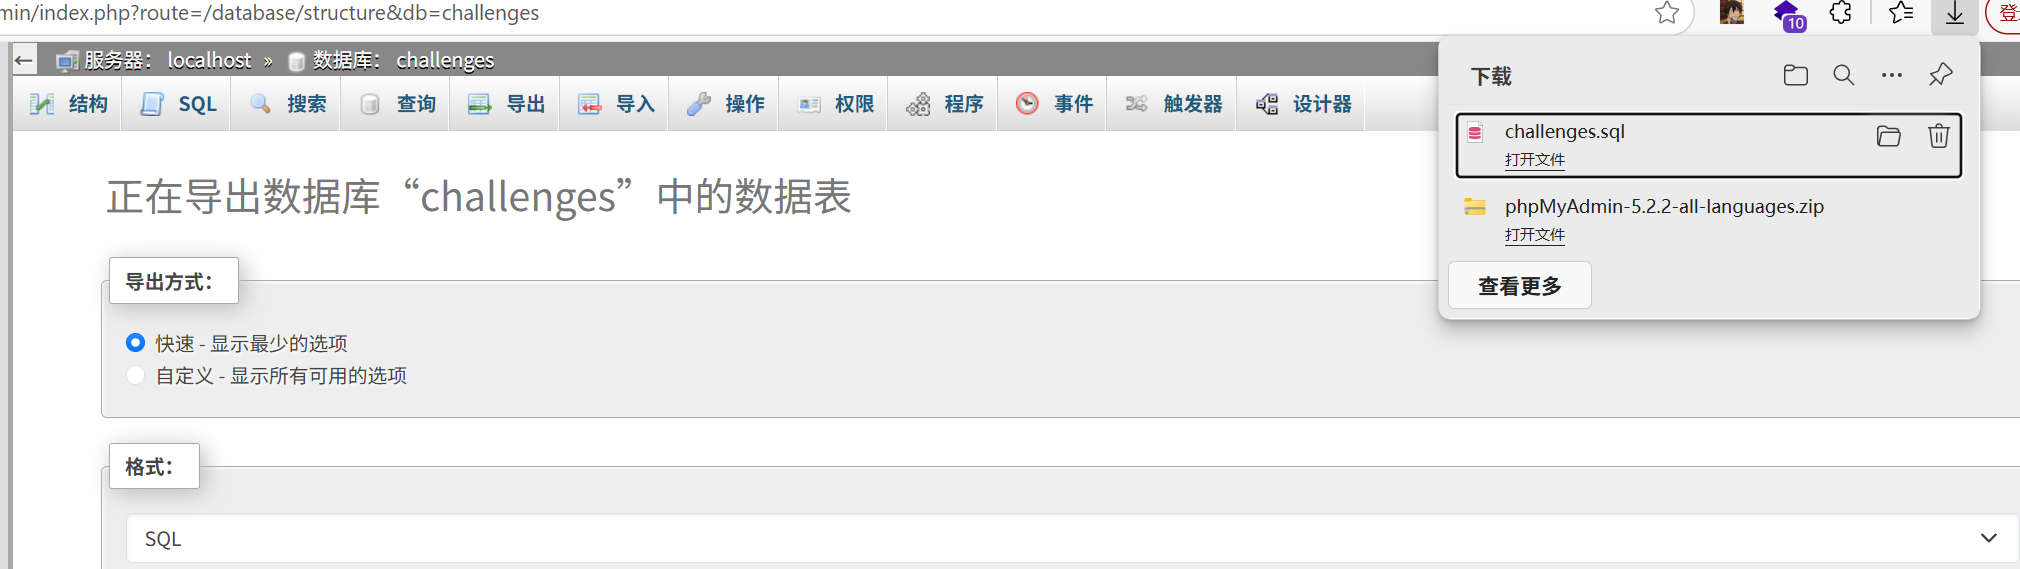 min/index.php?route=/database/structure&db=challenges
10
服务器： localhost » 数据库： challenges
结构 SQL 搜索 查询 导出 导入 操作 权限 程序 事件 触发器 设计器
正在导出数据库“challenges”中的数据表
导出方式：
快速 - 显示最少的选项
自定义 - 显示所有可用的选项
格式：
SQL
下载
challenges.sql
打开文件
phpMyAdmin-5.2.2-all-languages.zip
打开文件
查看更多